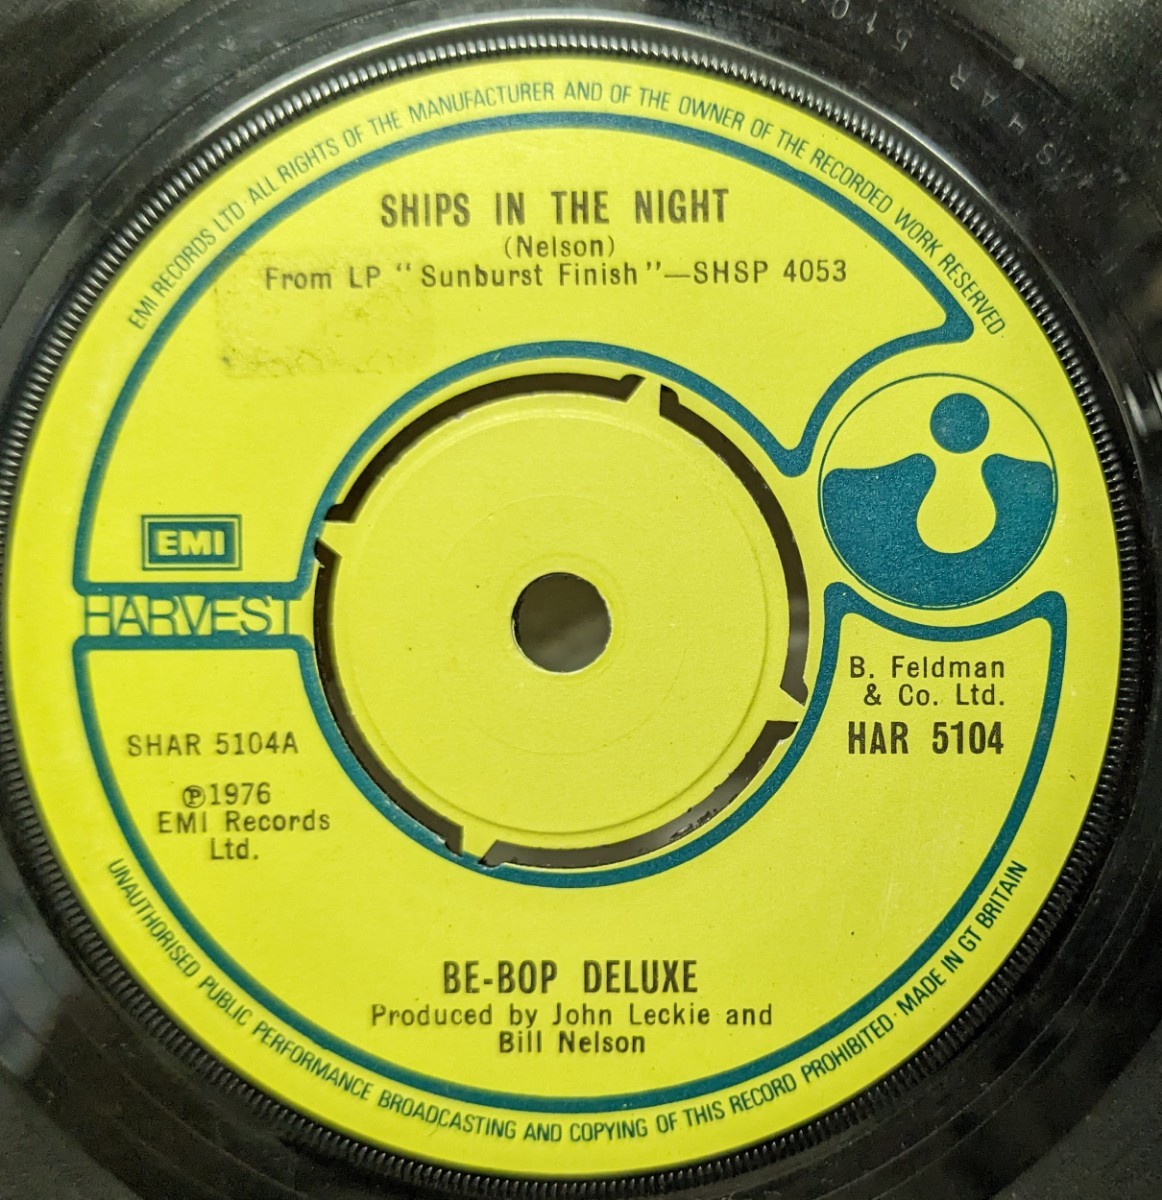 EMI RECORDS LTD · ALL RIGHTS OF THE MANUFACTURER AND OF THE OWNER OF THE RECORDED WORK RESERVED
SHIPS IN THE NIGHT
(Nelson)
From LP "Sunburst Finish"—SHSP 4053
EMI
HARVEST
B. Feldman
& Co. Ltd.
HAR 5104
SHAR 5104A
℗1976
EMI Records
Ltd.
BE-BOP DELUXE
Produced by John Leckie and
Bill Nelson
UNAUTHORISED PUBLIC PERFORMANCE BROADCASTING AND COPYING OF THIS RECORD PROHIBITED · MADE IN GT BRITAIN